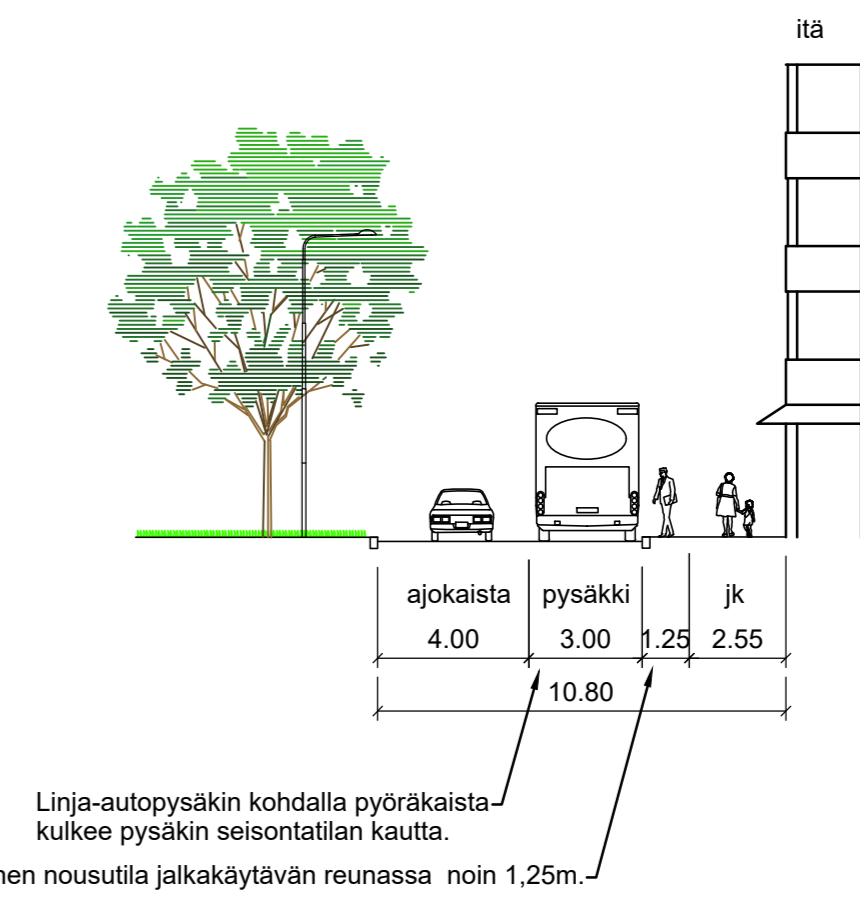 itä
ajokaista pysäkki jk
4.00 3.00 1.25 2.55
10.80
Linja-autopysäkin kohdalla pyöräkaista
kulkee pysäkin seisontatilan kautta.
nousutila jalkakäytävän reunassa noin 1,25m.